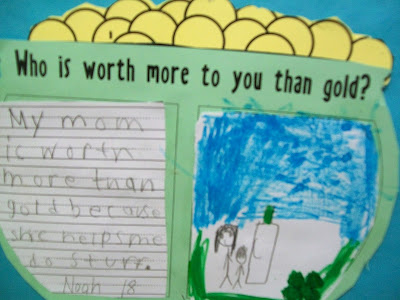 Who is worth more to you than gold?
My mom
is worth
more than
gold because
she helps me
do stuff.
Noah 18